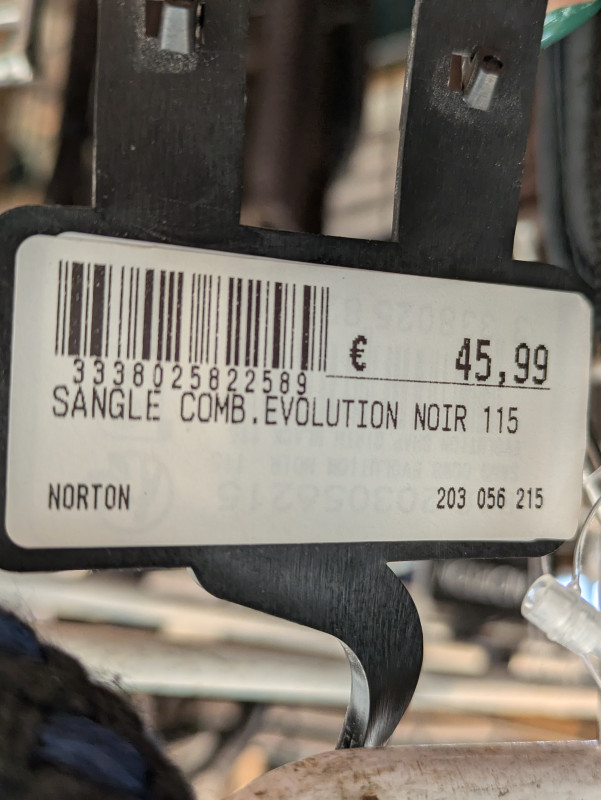 € 45,99
3338025822589
SANGLE COMB.EVOLUTION NOIR 115
NORTON 203 056 215